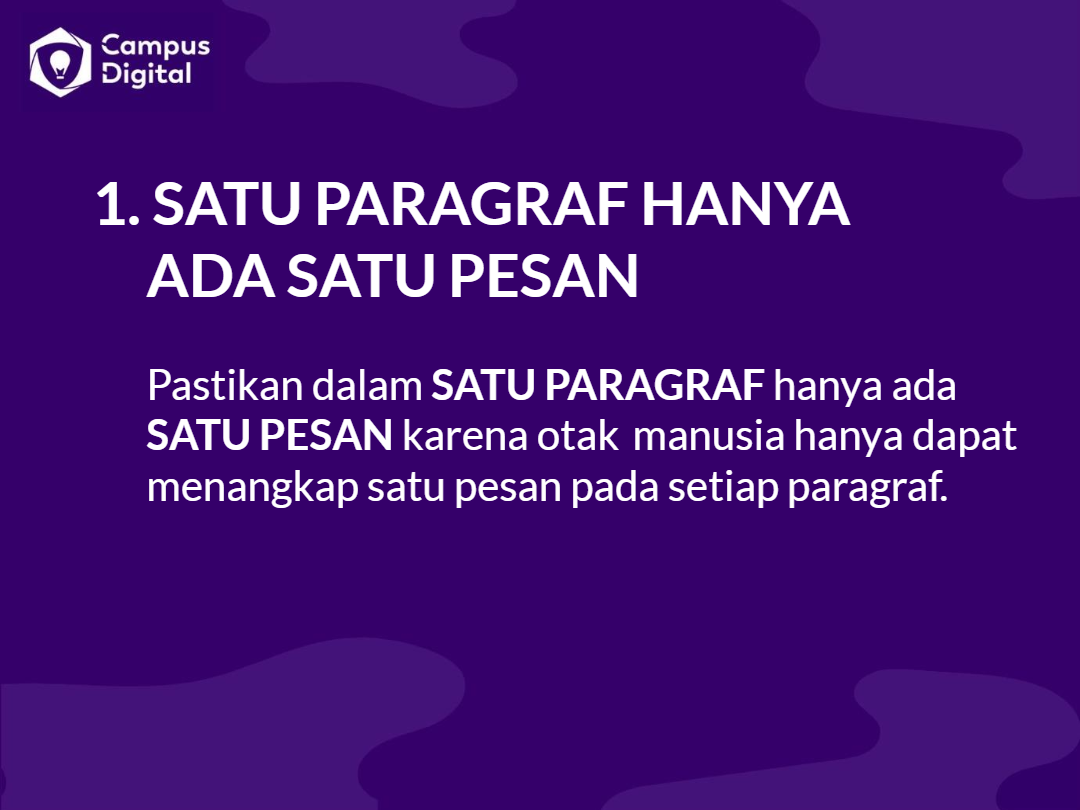 Campus
Digital
1. SATU PARAGRAF HANYA
ADA SATU PESAN
Pastikan dalam SATU PARAGRAF hanya ada
SATU PESAN karena otak manusia hanya dapat
menangkap satu pesan pada setiap paragraf.